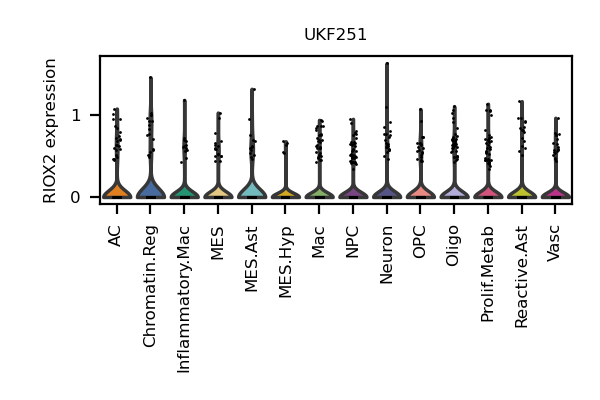 UKF251
RIOX2 expression
1
0
AC
Chromatin.Reg
Inflammatory.Mac
MES
MES.Ast
MES.Hyp
Mac
NPC
Neuron
OPC
Oligo
Prolif.Metab
Reactive.Ast
Vasc